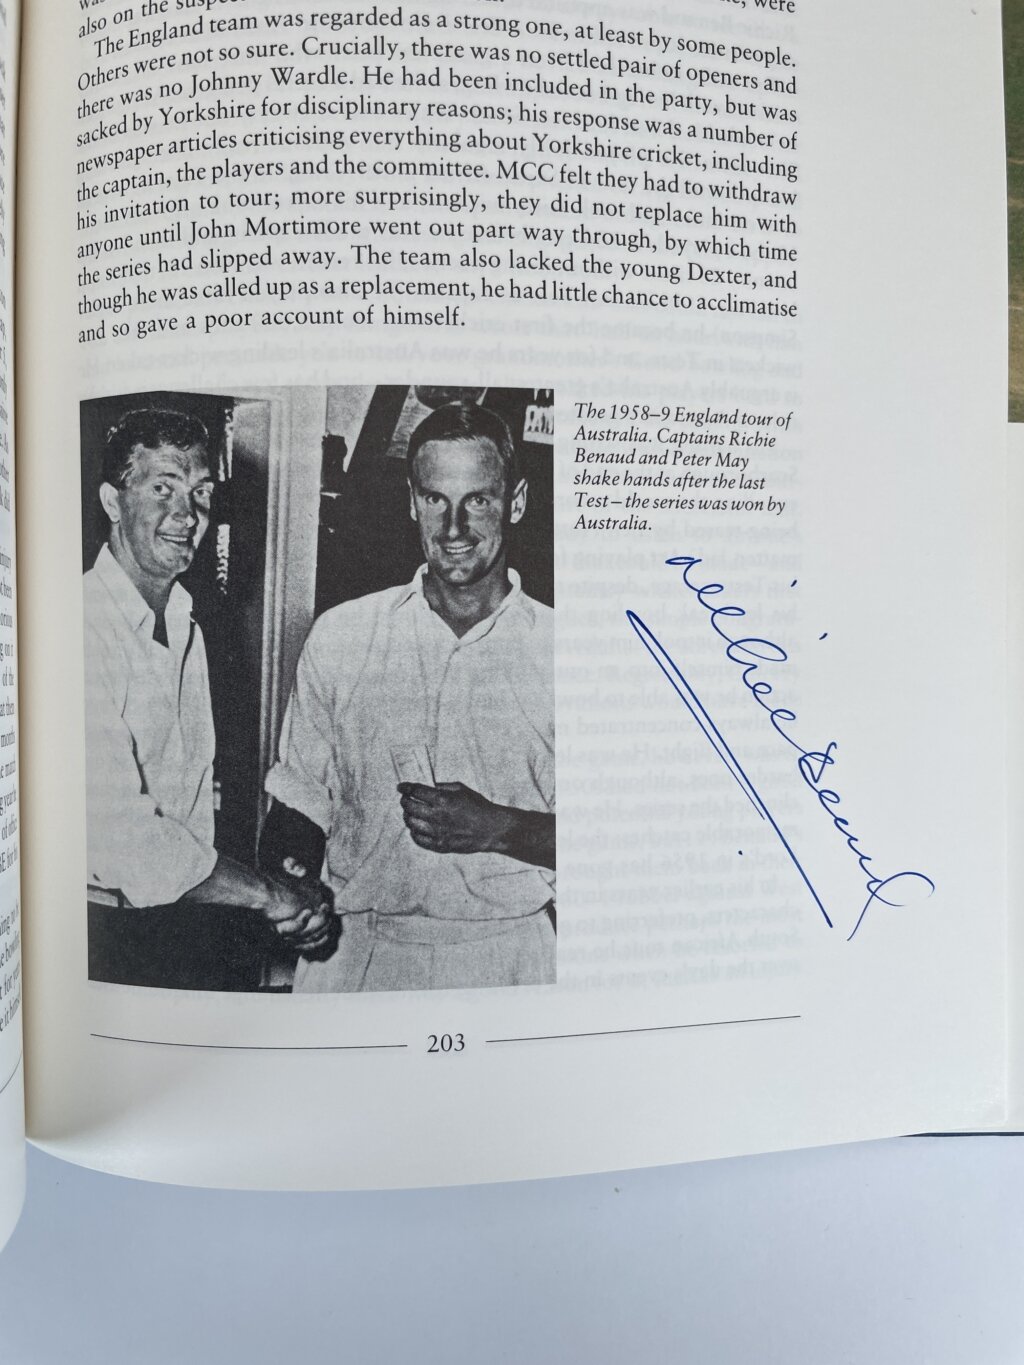 also on the
The England team was regarded as a strong one, at least by some people.
Others were not so sure. Crucially, there was no settled pair of openers and
there was no Johnny Wardle. He had been included in the party, but was
sacked by Yorkshire for disciplinary reasons; his response was a number of
newspaper articles criticising everything about Yorkshire cricket, including
the captain, the players and the committee. MCC felt they had to withdraw
his invitation to tour; more surprisingly, they did not replace him with
anyone until John Mortimore went out part way through, by which time
the series had slipped away. The team also lacked the young Dexter, and
though he was called up as a replacement, he had little chance to acclimatise
and so gave a poor account of himself.
The 1958–9 England tour of
Australia. Captains Richie
Benaud and Peter May
shake hands after the last
Test – the series was won by
Australia.
203